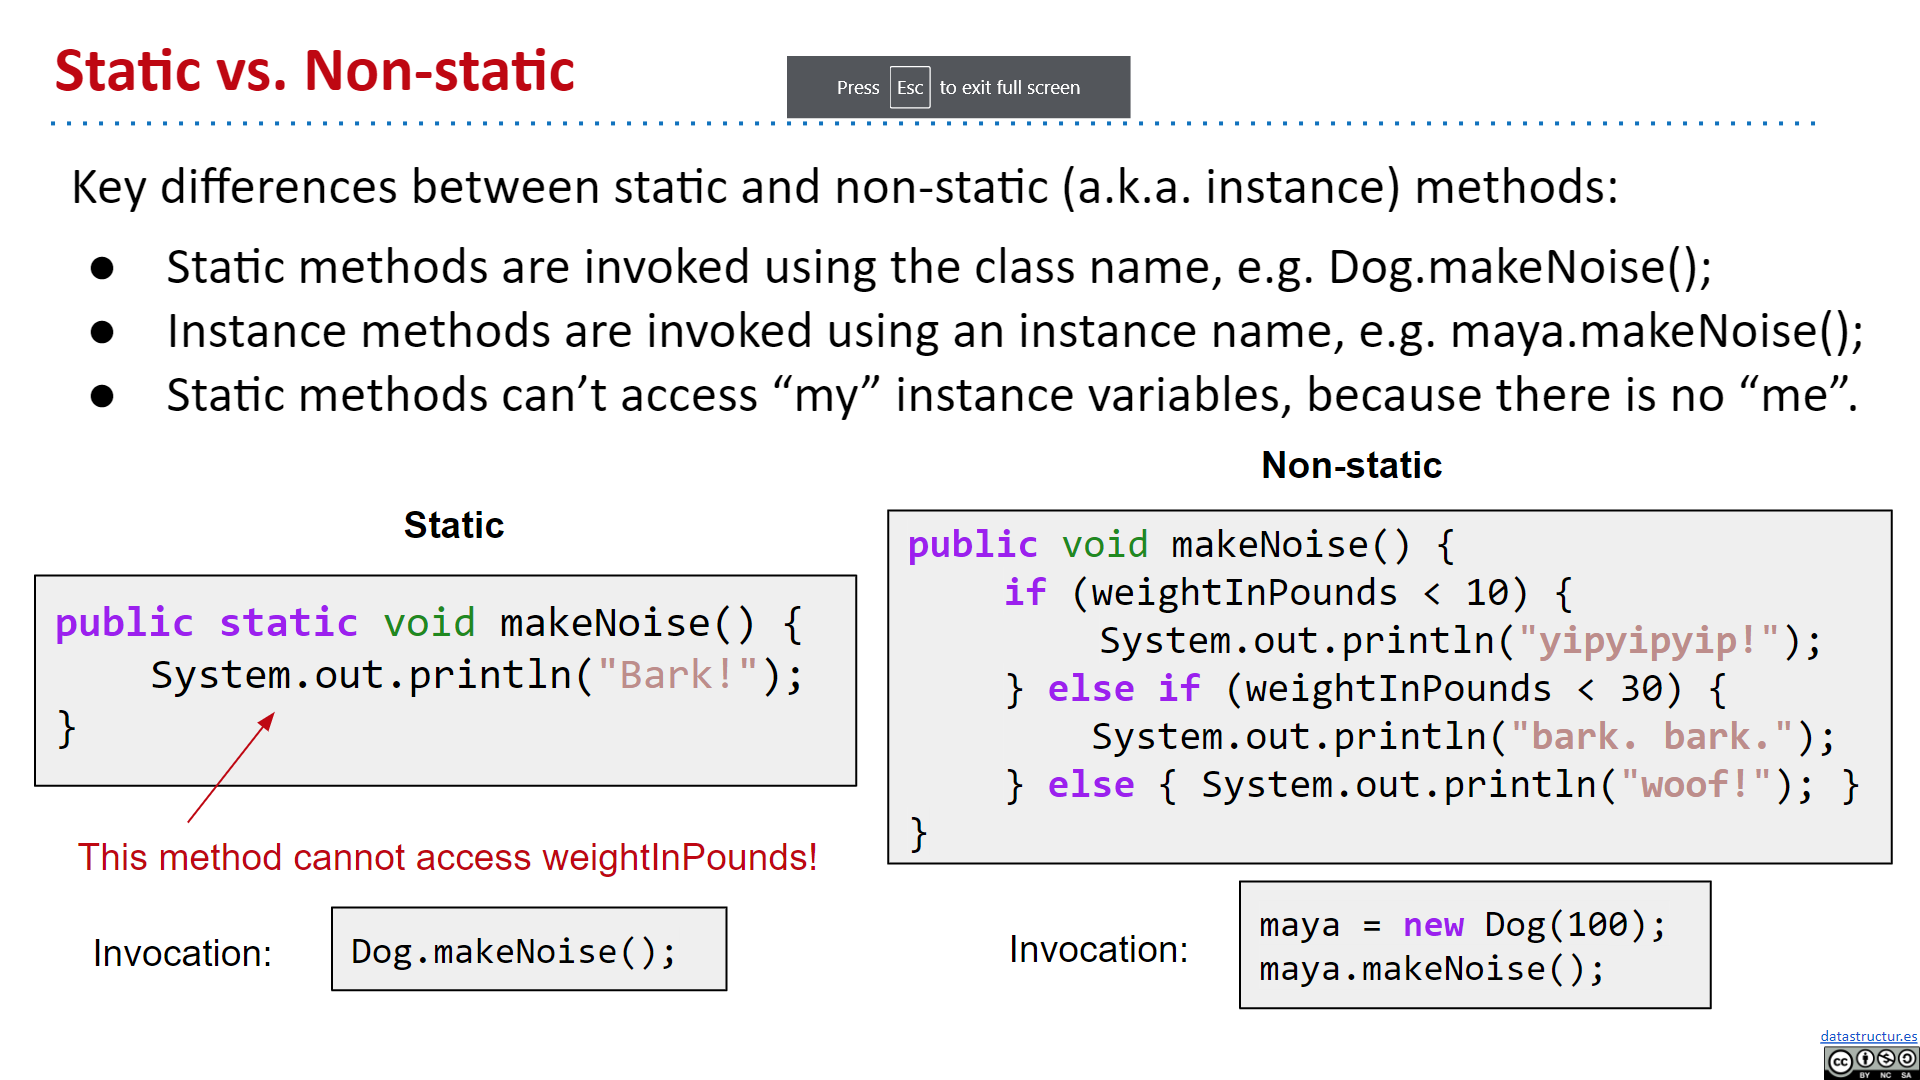 Static vs. Non-static
Press Esc to exit full screen
Key differences between static and non-static (a.k.a. instance) methods:
● Static methods are invoked using the class name, e.g. Dog.makeNoise();
● Instance methods are invoked using an instance name, e.g. maya.makeNoise();
● Static methods can’t access “my” instance variables, because there is no “me”.
Static
public static void makeNoise() {
System.out.println("Bark!");
}
This method cannot access weightInPounds!
Invocation:
Dog.makeNoise();
Non-static
public void makeNoise() {
if (weightInPounds < 10) {
System.out.println("yipyipyip!");
} else if (weightInPounds < 30) {
System.out.println("bark. bark.");
} else { System.out.println("woof!"); }
}
Invocation:
maya = new Dog(100);
maya.makeNoise();
datastructur.es
cc
BY NC SA